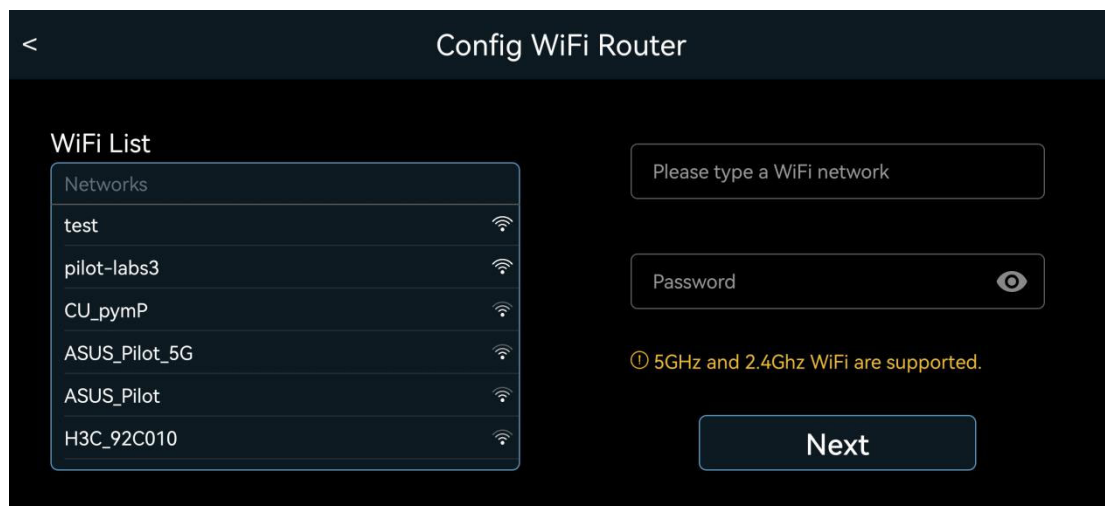 <
Config WiFi Router
WiFi List
Networks
test
pilot-labs3
CU_pymP
ASUS_Pilot_5G
ASUS_Pilot
H3C_92C010
Please type a WiFi network
Password
5GHz and 2.4Ghz WiFi are supported.
Next